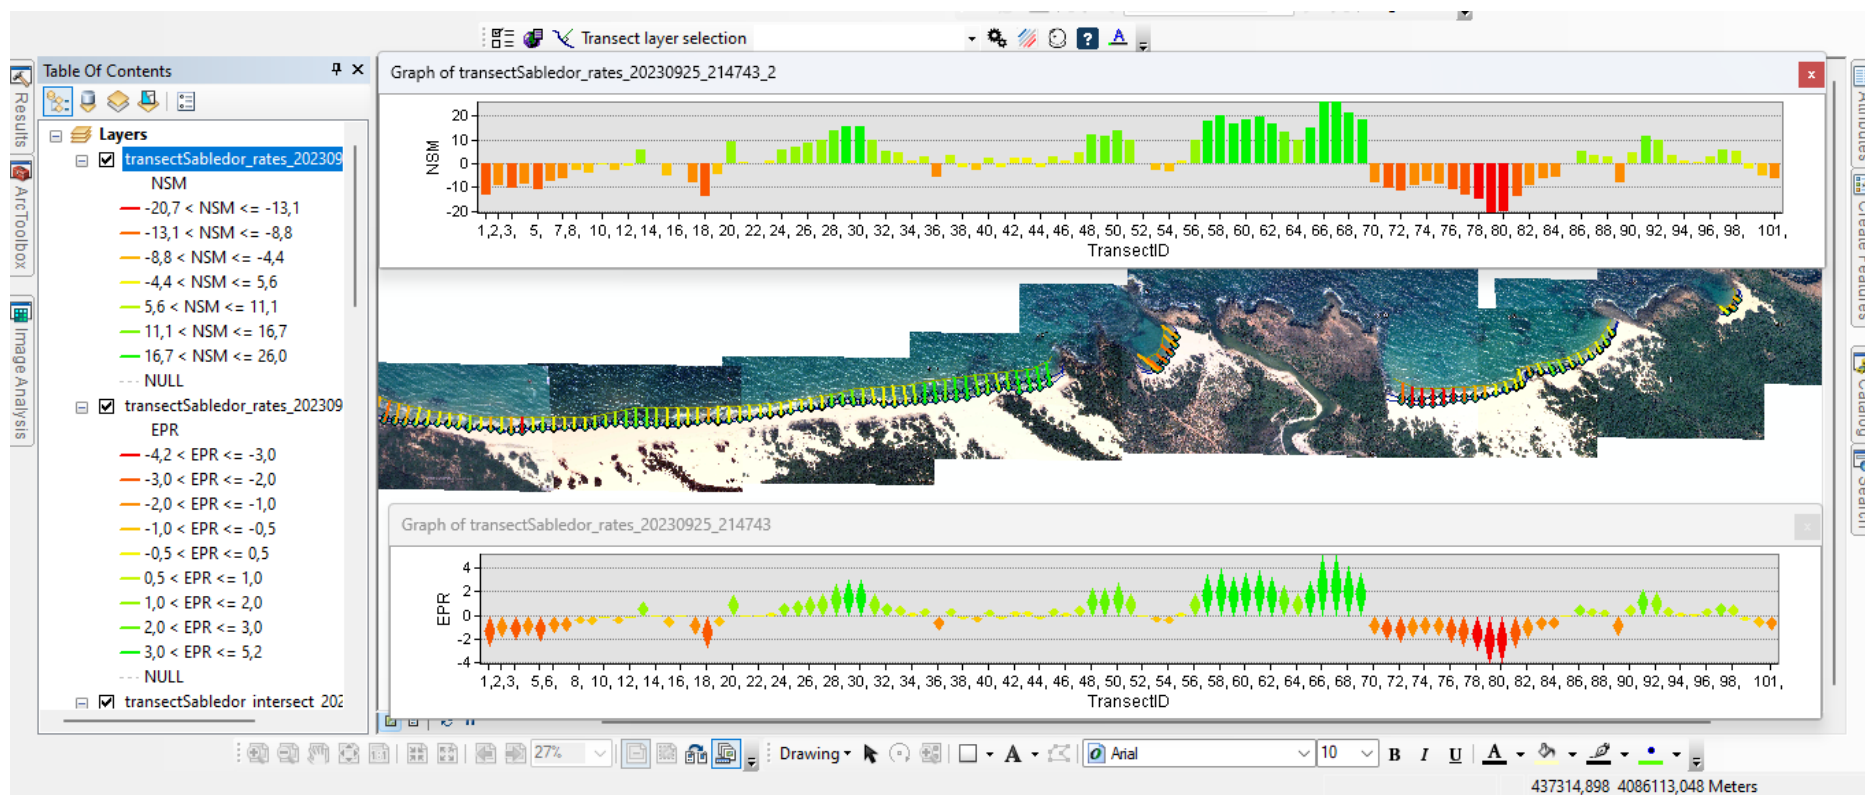 Transect layer selection
Table Of Contents
Results
ArcToolbox
Image Analysis
Layers
transectSabledor_rates_202309
NSM
-20,7 < NSM <= -13,1
-13,1 < NSM <= -8,8
-8,8 < NSM <= -4,4
-4,4 < NSM <= 5,6
5,6 < NSM <= 11,1
11,1 < NSM <= 16,7
16,7 < NSM <= 26,0
NULL
transectSabledor_rates_202309
EPR
-4,2 < EPR <= -3,0
-3,0 < EPR <= -2,0
-2,0 < EPR <= -1,0
-1,0 < EPR <= -0,5
-0,5 < EPR <= 0,5
0,5 < EPR <= 1,0
1,0 < EPR <= 2,0
2,0 < EPR <= 3,0
3,0 < EPR <= 5,2
NULL
transectSabledor_intersect_202
Graph of transectSabledor_rates_20230925_214743_2
NSM
20
10
0
-10
-20
1,2,3, 5, 7,8, 10, 12, 14, 16, 18, 20, 22, 24, 26, 28, 30, 32, 34, 36, 38, 40, 42, 44, 46, 48, 50, 52, 54, 56, 58, 60, 62, 64, 66, 68, 70, 72, 74, 76, 78, 80, 82, 84, 86, 88, 90, 92, 94, 96, 98, 101,
TransectID
Graph of transectSabledor_rates_20230925_214743
EPR
4
2
0
-2
-4
1,2,3, 5,6, 8, 10, 12, 14, 16, 18, 20, 22, 24, 26, 28, 30, 32, 34, 36, 38, 40, 42, 44, 46, 48, 50, 52, 54, 56, 58, 60, 62, 64, 66, 68, 70, 72, 74, 76, 78, 80, 82, 84, 86, 88, 90, 92, 94, 96, 98, 101,
TransectID
Attributes
Create Features
Catalog
Search
27%
Drawing
A
Arial
10
B I U A
437314,898 4086113,048 Meters